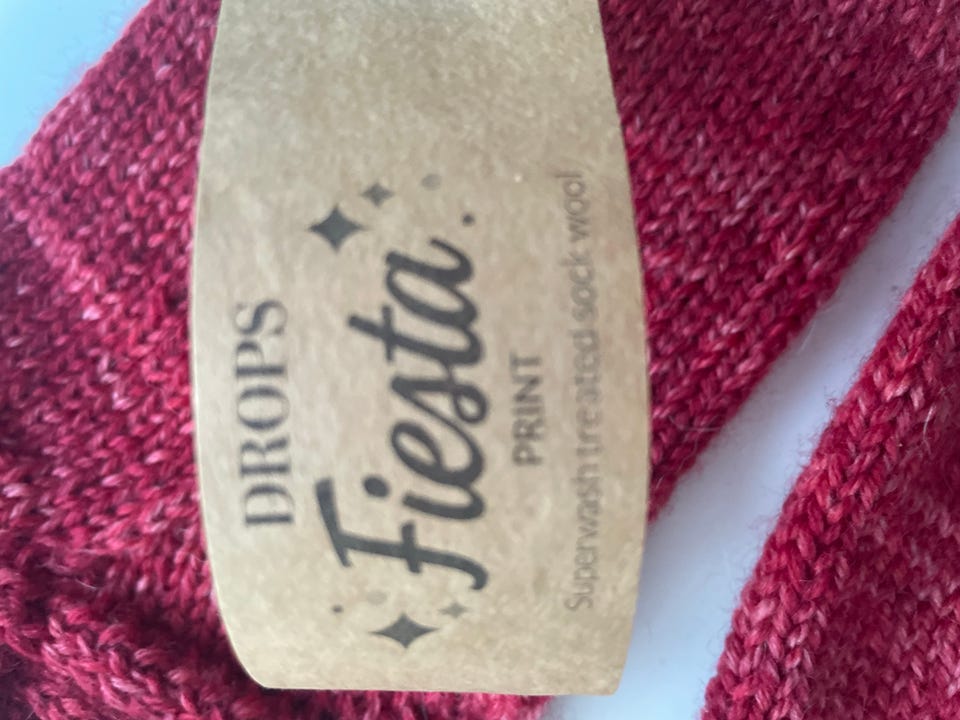 DROPS
Fiesta
PRINT
Superwash treated sock wool